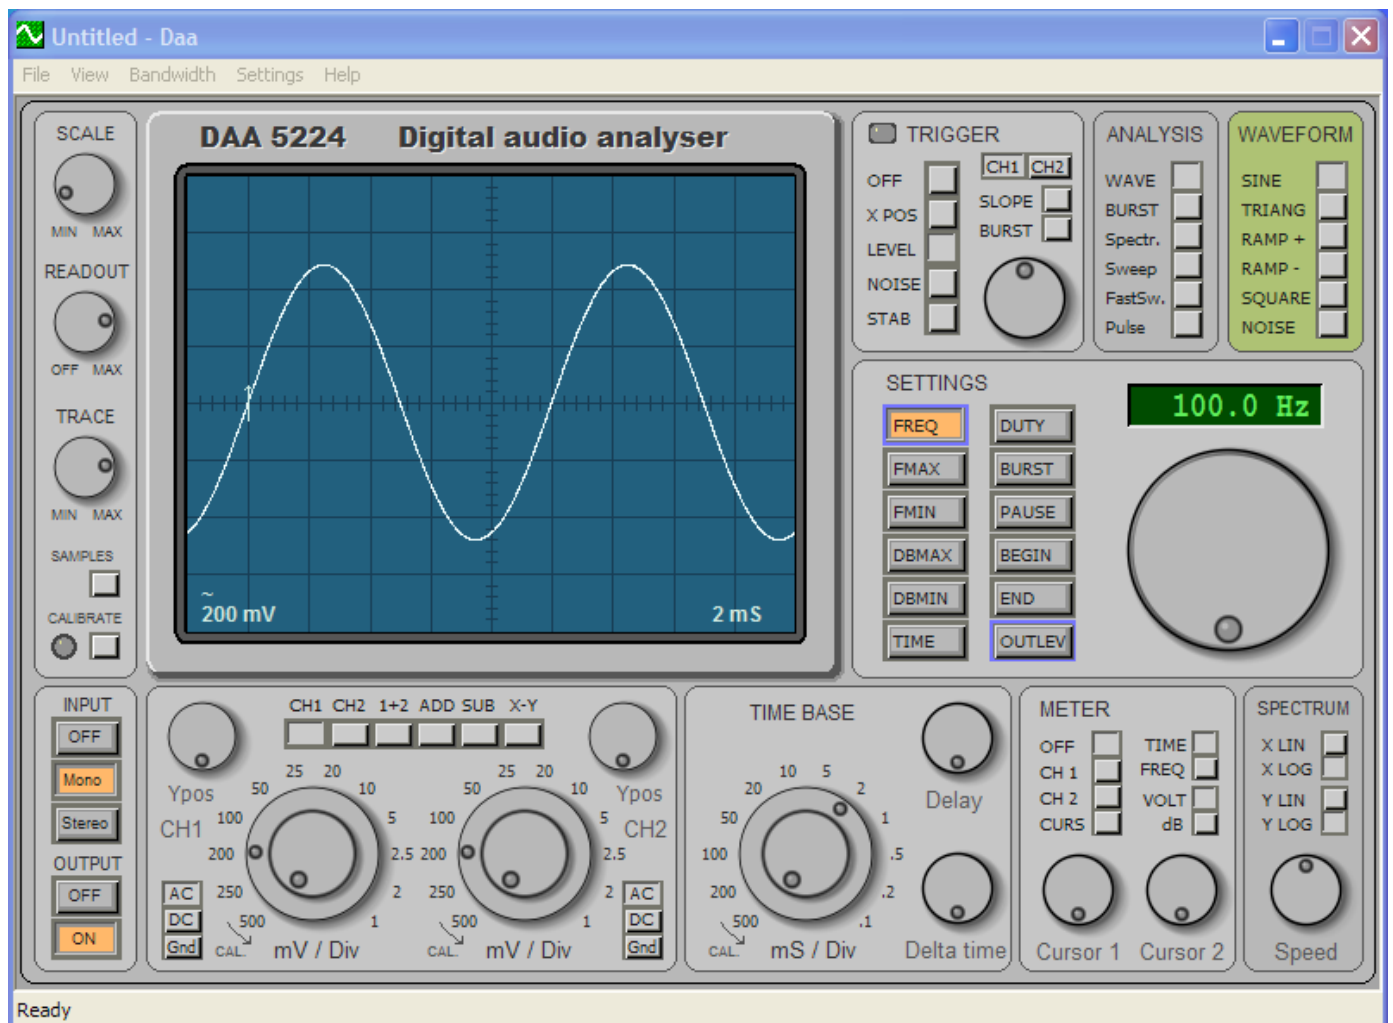 Untitled - Daa
File View Bandwidth Settings Help
SCALE
MIN MAX
READOUT
OFF MAX
TRACE
MIN MAX
SAMPLES
CALIBRATE
DAA 5224 Digital audio analyser
~
200 mV 2 mS
TRIGGER
OFF
X POS
LEVEL
NOISE
STAB
CH1 CH2
SLOPE
BURST
ANALYSIS
WAVE
BURST
Spectr.
Sweep
FastSw.
Pulse
WAVEFORM
SINE
TRIANG
RAMP +
RAMP -
SQUARE
NOISE
SETTINGS
100.0 Hz
FREQ DUTY
FMAX BURST
FMIN PAUSE
DBMAX BEGIN
DBMIN END
TIME OUTLEV
INPUT
OFF
Mono
Stereo
OUTPUT
OFF
ON
CH1 CH2 1+2 ADD SUB X-Y
Ypos
CH1
500
250
200
100
50
25
20
10
5
2.5
2
1
AC
DC
Gnd
CAL.
mV / Div
Ypos
CH2
500
250
200
100
50
25
20
10
5
2.5
2
1
AC
DC
Gnd
CAL.
mV / Div
TIME BASE
500
200
100
50
20
10
5
2
1
.5
.2
.1
CAL.
mS / Div
Delay
Delta time
METER
OFF TIME
CH 1 FREQ
CH 2 VOLT
CURS dB
Cursor 1 Cursor 2
SPECTRUM
X LIN
X LOG
Y LIN
Y LOG
Speed
Ready